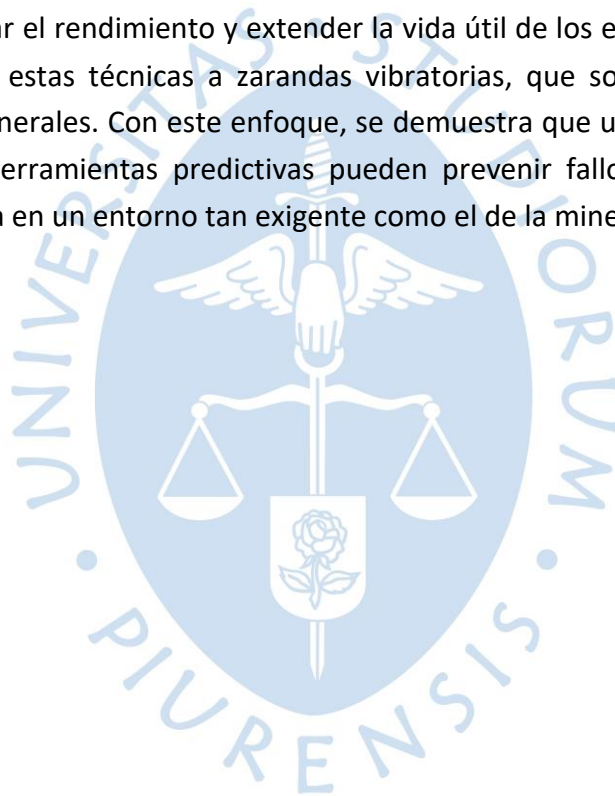 ar el rendimiento y extender la vida útil de los e
estas técnicas a zarandas vibratorias, que so
nerales. Con este enfoque, se demuestra que u
erramientas predictivas pueden prevenir fallo
en un entorno tan exigente como el de la mine
UNIVERSITAS • STUDIORUM • PIURENSIS •